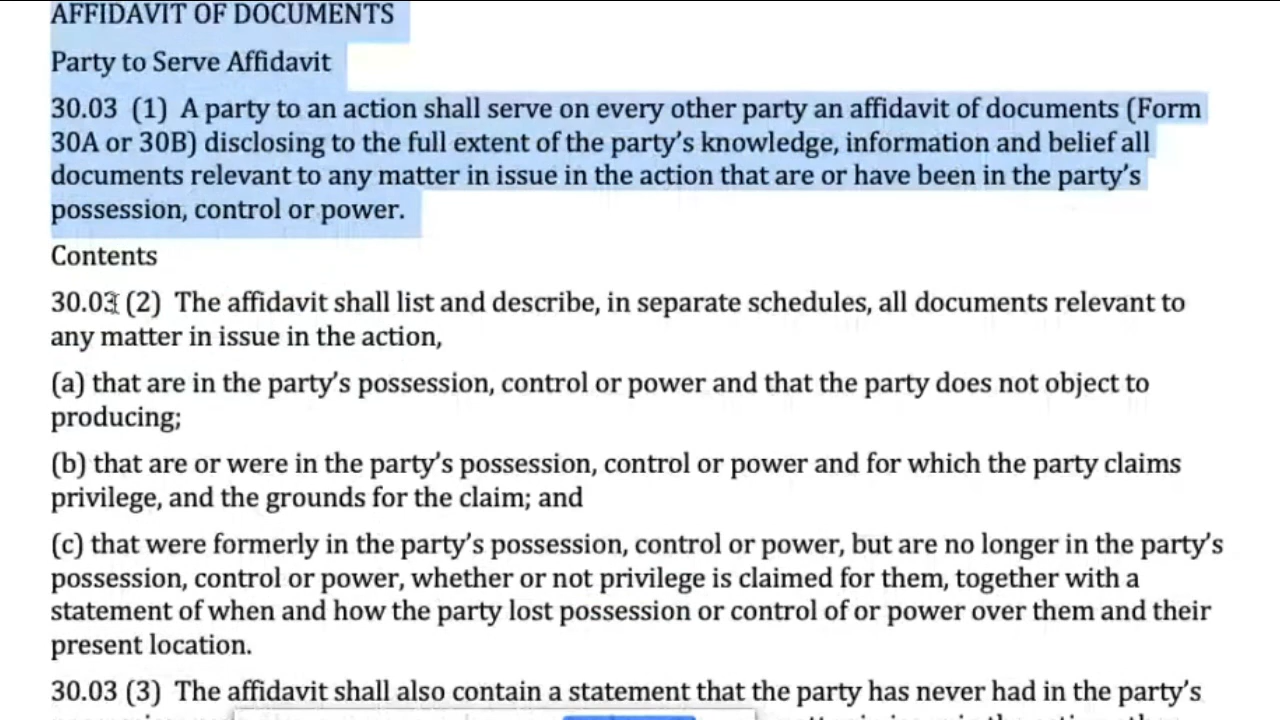 AFFIDAVIT OF DOCUMENTS
Party to Serve Affidavit
30.03 (1) A party to an action shall serve on every other party an affidavit of documents (Form
30A or 30B) disclosing to the full extent of the party’s knowledge, information and belief all
documents relevant to any matter in issue in the action that are or have been in the party’s
possession, control or power.
Contents
30.03 (2) The affidavit shall list and describe, in separate schedules, all documents relevant to
any matter in issue in the action,
(a) that are in the party’s possession, control or power and that the party does not object to
producing;
(b) that are or were in the party’s possession, control or power and for which the party claims
privilege, and the grounds for the claim; and
(c) that were formerly in the party’s possession, control or power, but are no longer in the party’s
possession, control or power, whether or not privilege is claimed for them, together with a
statement of when and how the party lost possession or control of or power over them and their
present location.
30.03 (3) The affidavit shall also contain a statement that the party has never had in the party’s